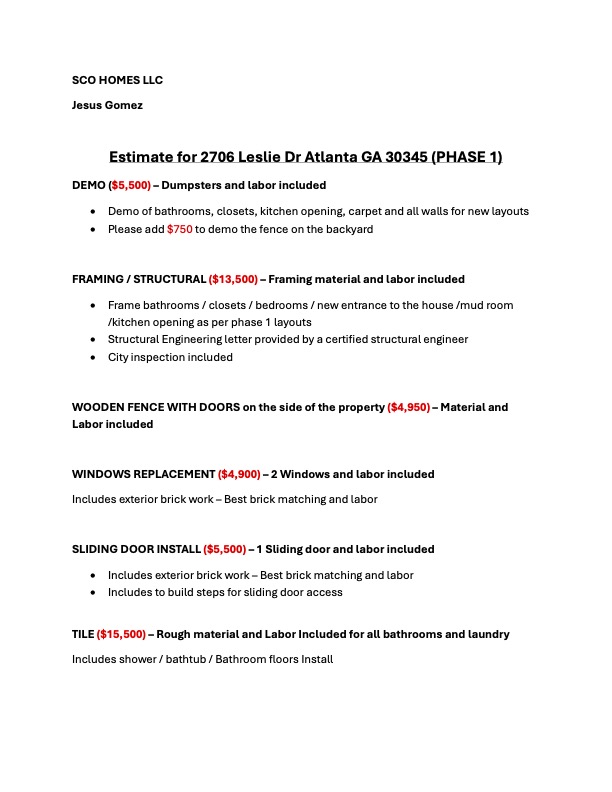 SCO HOMES LLC
Jesus Gomez
Estimate for 2706 Leslie Dr Atlanta GA 30345 (PHASE 1)
DEMO ($5,500) – Dumpsters and labor included
• Demo of bathrooms, closets, kitchen opening, carpet and all walls for new layouts
• Please add $750 to demo the fence on the backyard
FRAMING / STRUCTURAL ($13,500) – Framing material and labor included
• Frame bathrooms / closets / bedrooms / new entrance to the house /mud room
/kitchen opening as per phase 1 layouts
• Structural Engineering letter provided by a certified structural engineer
• City inspection included
WOODEN FENCE WITH DOORS on the side of the property ($4,950) – Material and
Labor included
WINDOWS REPLACEMENT ($4,900) – 2 Windows and labor included
Includes exterior brick work – Best brick matching and labor
SLIDING DOOR INSTALL ($5,500) – 1 Sliding door and labor included
• Includes exterior brick work – Best brick matching and labor
• Includes to build steps for sliding door access
TILE ($15,500) – Rough material and Labor Included for all bathrooms and laundry
Includes shower / bathtub / Bathroom floors Install